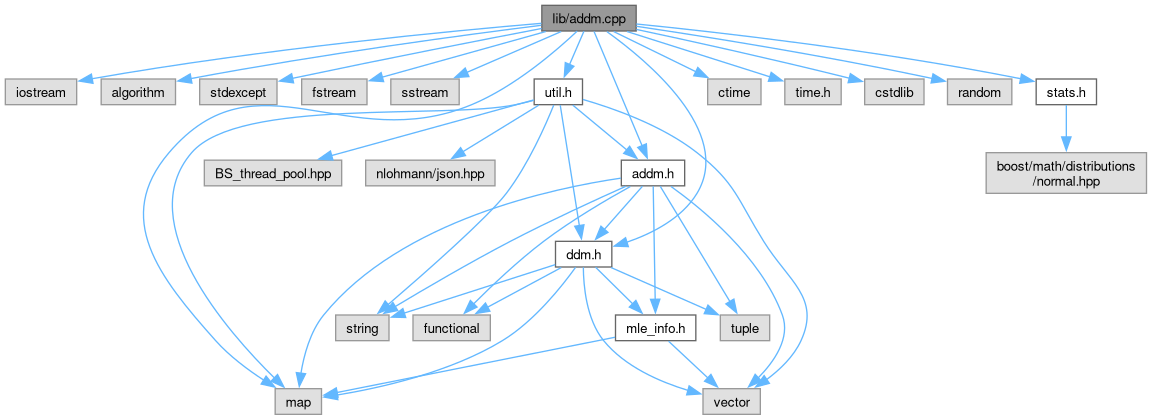 lib/addm.cpp
iostream
algorithm
stdexcept
fstream
sstream
util.h
ctime
time.h
cstdlib
random
stats.h
BS_thread_pool.hpp
nlohmann/json.hpp
addm.h
boost/math/distributions
/normal.hpp
ddm.h
string
functional
mle_info.h
tuple
map
vector